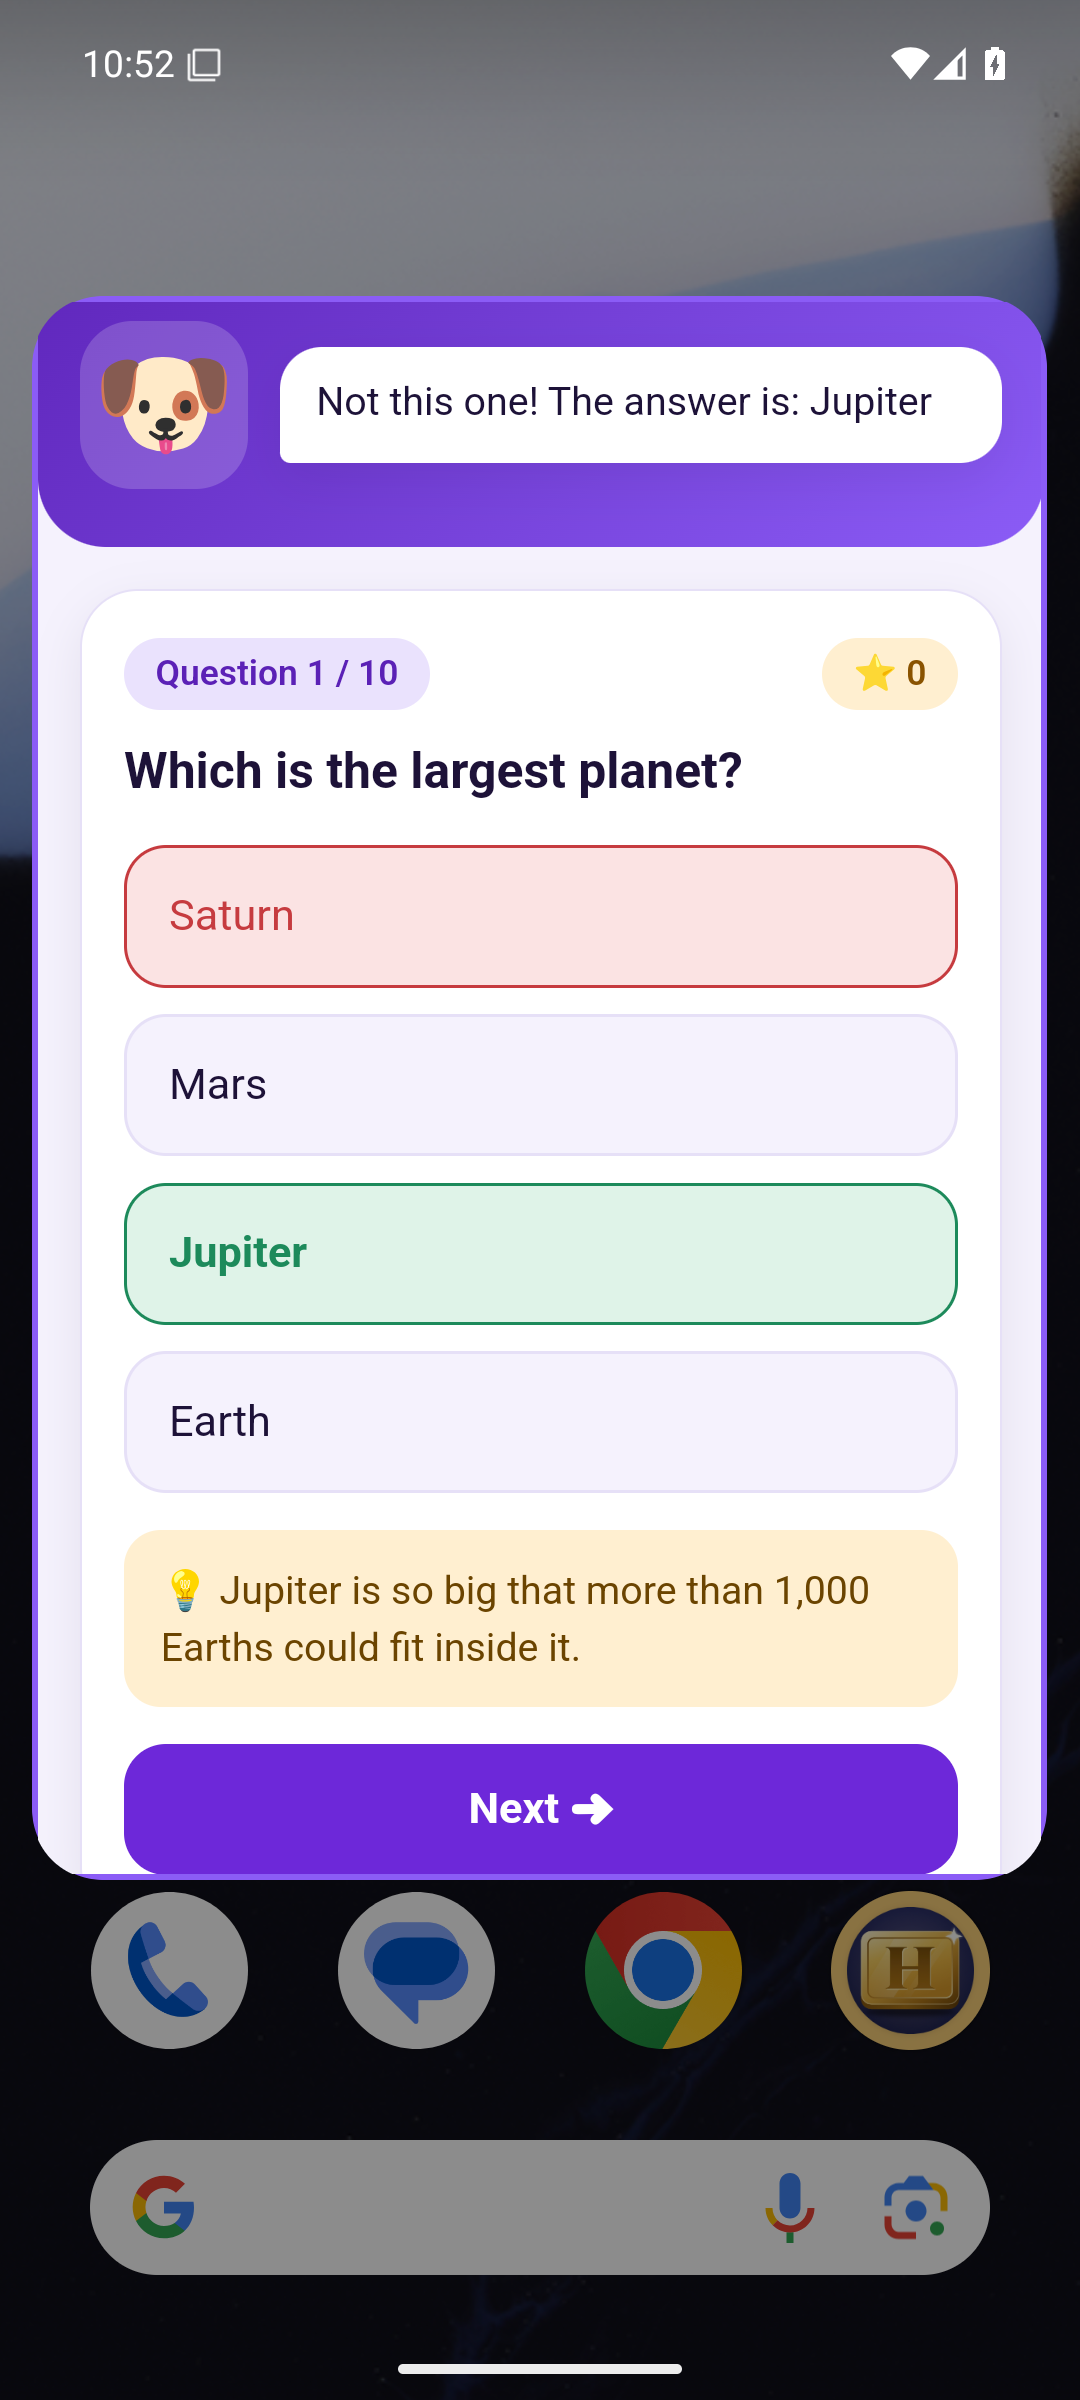 10:52
Not this one! The answer is: Jupiter
Question 1 / 10
⭐ 0
Which is the largest planet?
Saturn
Mars
Jupiter
Earth
💡 Jupiter is so big that more than 1,000
Earths could fit inside it.
Next ➜
H